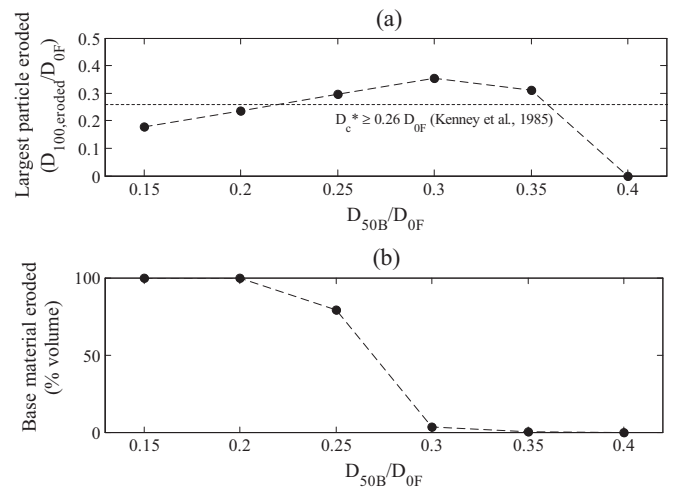 (a)
0.5
0.4
0.3
0.2
0.1
0
Largest particle eroded
(D100,eroded/D0F)
Dc* ≥ 0.26 D0F (Kenney et al., 1985)
0.15 0.2 0.25 0.3 0.35 0.4
D50B/D0F
(b)
100
50
0
Base material eroded
(% volume)
0.15 0.2 0.25 0.3 0.35 0.4
D50B/D0F